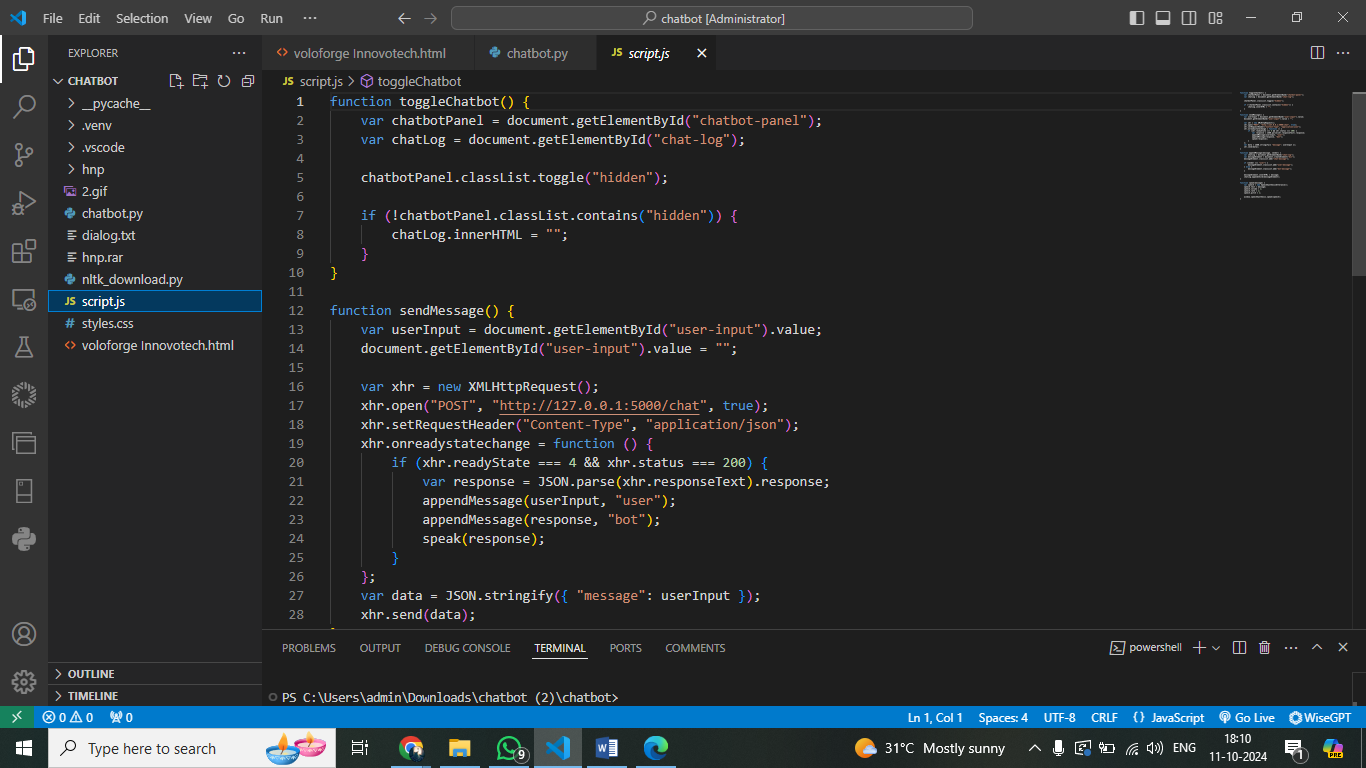 File Edit Selection View Go Run ··· chatbot [Administrator]
EXPLORER ···
CHATBOT
__pycache__
.venv
.vscode
hnp
2.gif
chatbot.py
dialog.txt
hnp.rar
nltk_download.py
JS script.js
# styles.css
<> voloforge Innovotech.html
OUTLINE
TIMELINE
<> voloforge Innovotech.html chatbot.py JS script.js
JS script.js > toggleChatbot
1 function toggleChatbot() {
2 var chatbotPanel = document.getElementById("chatbot-panel");
3 var chatLog = document.getElementById("chat-log");
4
5 chatbotPanel.classList.toggle("hidden");
6
7 if (!chatbotPanel.classList.contains("hidden")) {
8 chatLog.innerHTML = "";
9 }
10 }
11
12 function sendMessage() {
13 var userInput = document.getElementById("user-input").value;
14 document.getElementById("user-input").value = "";
15
16 var xhr = new XMLHttpRequest();
17 xhr.open("POST", "http://127.0.0.1:5000/chat", true);
18 xhr.setRequestHeader("Content-Type", "application/json");
19 xhr.onreadystatechange = function () {
20 if (xhr.readyState === 4 && xhr.status === 200) {
21 var response = JSON.parse(xhr.responseText).response;
22 appendMessage(userInput, "user");
23 appendMessage(response, "bot");
24 speak(response);
25 }
26 };
27 var data = JSON.stringify({ "message": userInput });
28 xhr.send(data);
PROBLEMS OUTPUT DEBUG CONSOLE TERMINAL PORTS COMMENTS powershell
PS C:\Users\admin\Downloads\chatbot (2)\chatbot>
0 0 0 Ln 1, Col 1 Spaces: 4 UTF-8 CRLF {} JavaScript Go Live WiseGPT
Type here to search 9 31°C Mostly sunny ENG 18:10 1 PRE
11-10-2024